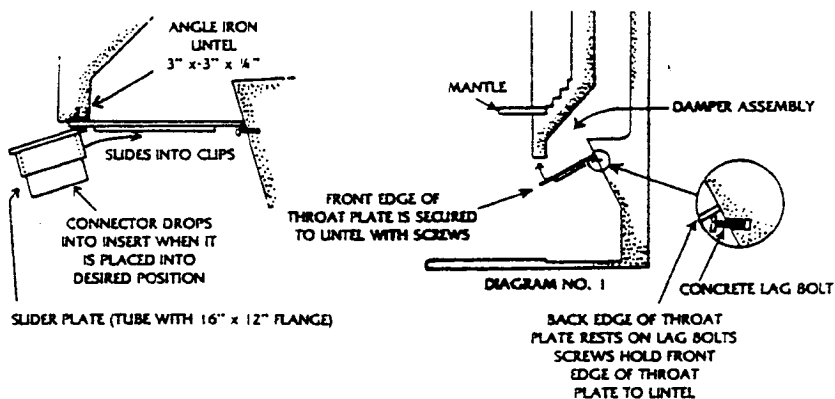 ANGLE IRON
LINTEL
3" x 3" x ¼"
SLIDES INTO CLIPS
CONNECTOR DROPS
INTO INSERT WHEN IT
IS PLACED INTO
DESIRED POSITION
SLIDER PLATE (TUBE WITH 16" x 12" FLANGE)
MANTLE
DAMPER ASSEMBLY
FRONT EDGE OF
THROAT PLATE IS SECURED
TO LINTEL WITH SCREWS
DIAGRAM NO. 1
CONCRETE LAG BOLT
BACK EDGE OF THROAT
PLATE RESTS ON LAG BOLTS
SCREWS HOLD FRONT
EDGE OF THROAT
PLATE TO LINTEL